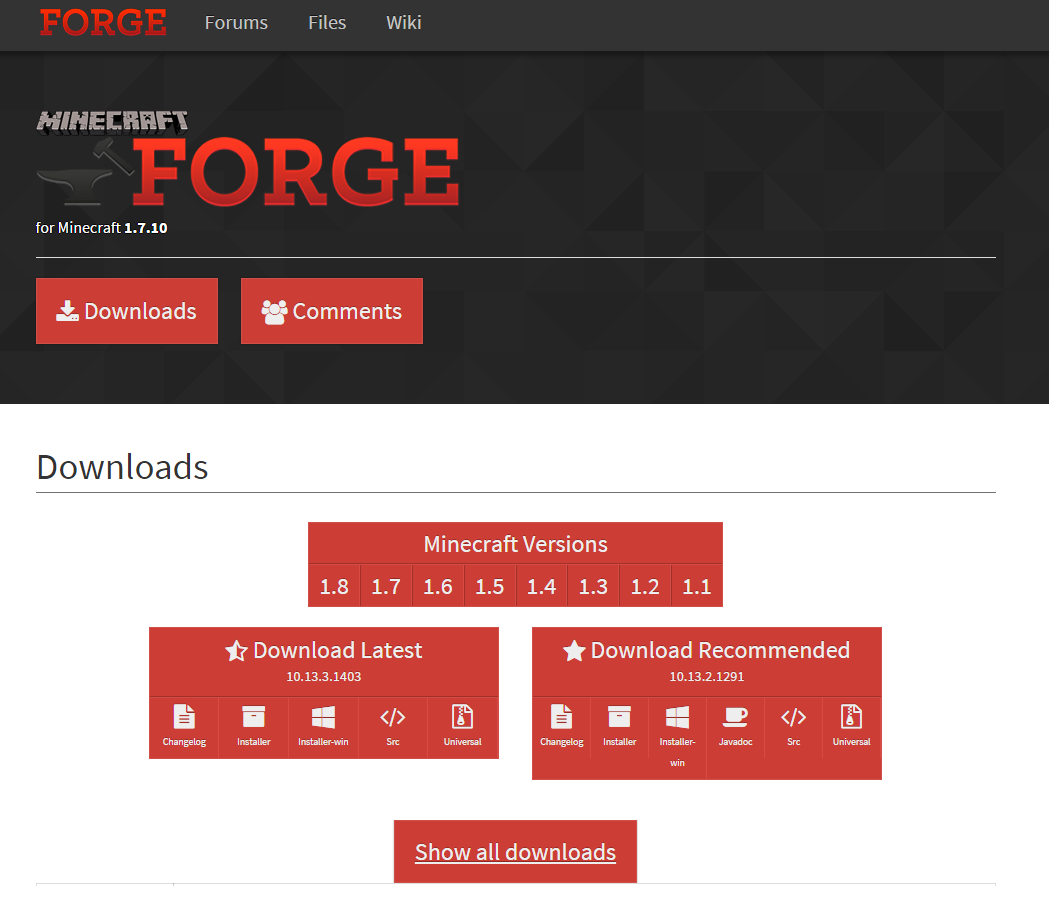 FORGE Forums Files Wiki
MINECRAFT
FORGE
for Minecraft 1.7.10
Downloads Comments
Downloads
Minecraft Versions
1.8 1.7 1.6 1.5 1.4 1.3 1.2 1.1
Download Latest
10.13.3.1403
Changelog Installer Installer-win Src Universal
Download Recommended
10.13.2.1291
Changelog Installer Installer- Javadoc Src Universal
win
Show all downloads